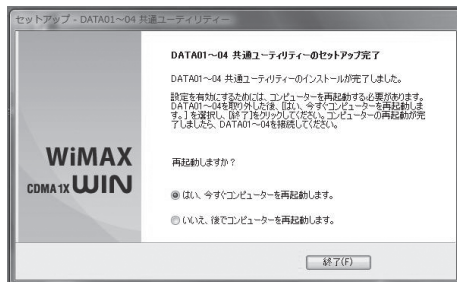 セットアップ - DATA01～04 共通ユーティリティー
DATA01～04 共通ユーティリティーのセットアップ完了
DATA01～04 共通ユーティリティーのインストールが完了しました。
設定を有効にするためには、コンピューターを再起動する必要があります。
DATA01～04を取り外した後、[はい、今すぐコンピューターを再起動しま
す。]を選択し、[終了]をクリックしてください。コンピューターの再起動が完
了しましたら、DATA01～04を接続してください。
WiMAX
CDMA 1X WIN
再起動しますか？
はい、今すぐコンピューターを再起動します。
いいえ、後でコンピューターを再起動します。
終了(F)